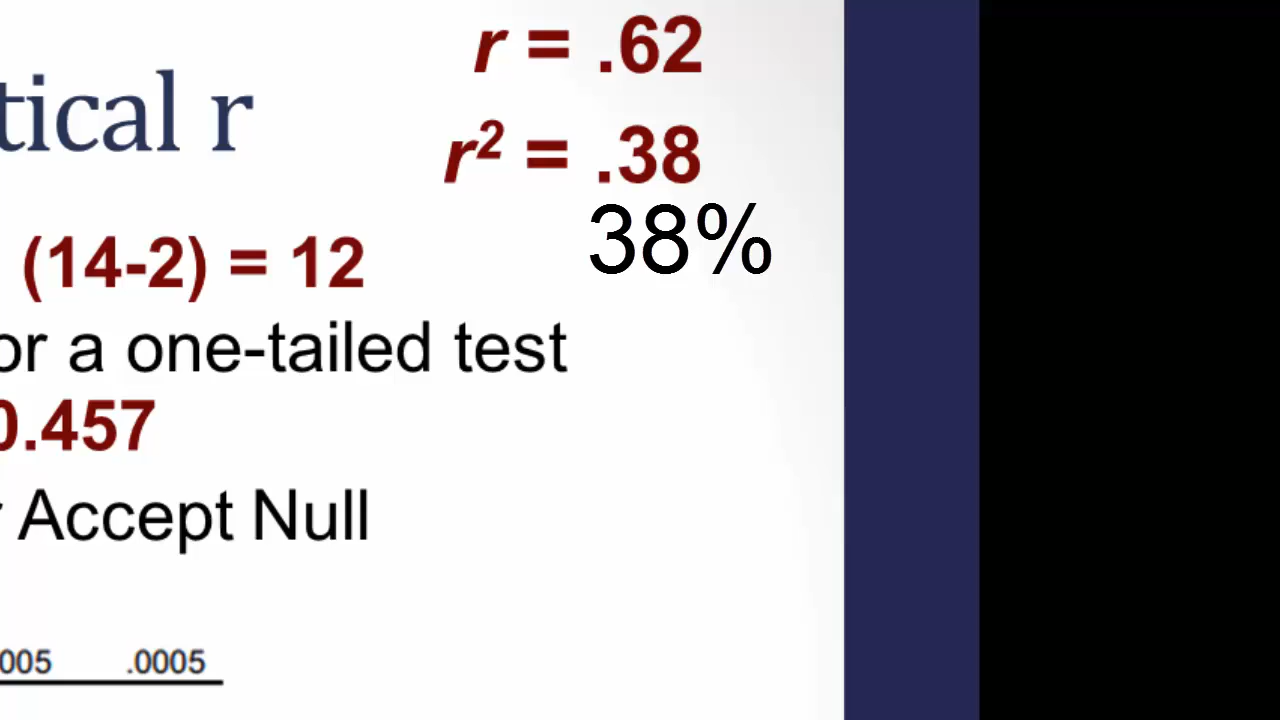 r = .62
tical r
r² = .38
38%
(14-2) = 12
or a one-tailed test
0.457
Accept Null
005 .0005